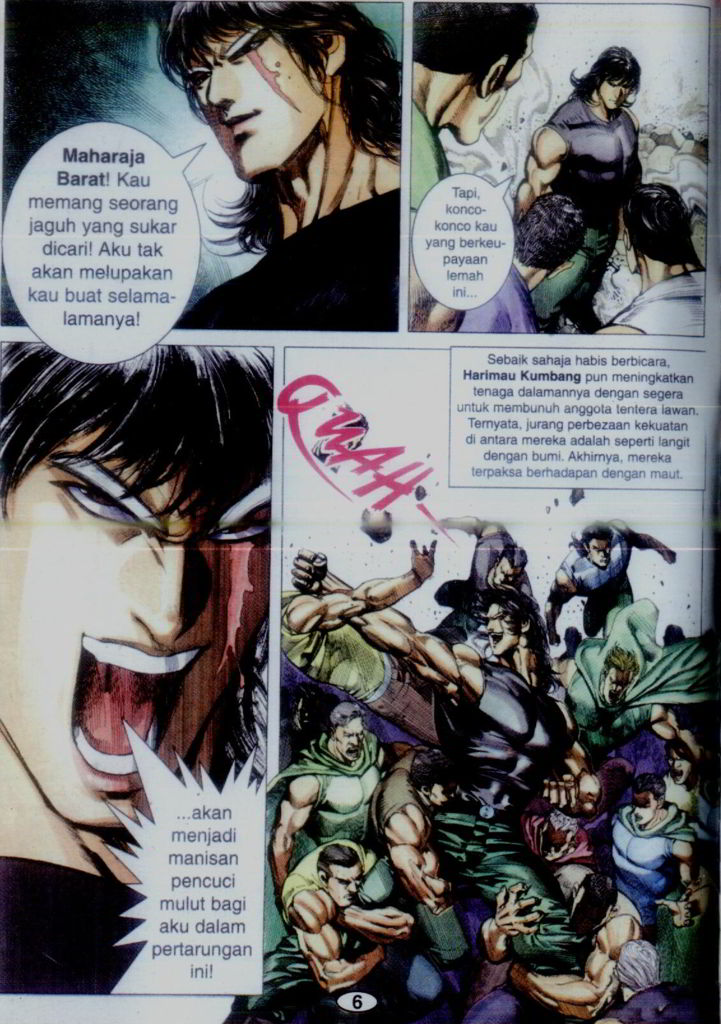 Maharaja
Barat! Kau
memang seorang
jaguh yang sukar
dicari! Aku tak
akan melupakan
kau buat selama-
lamanya!
Tapi,
konco-
konco kau
yang berkeu-
payaan
lemah
ini...
Sebaik sahaja habis berbicara,
Harimau Kumbang pun meningkatkan
tenaga dalamannya dengan segera
untuk membunuh anggota tentera lawan.
Ternyata, jurang perbezaan kekuatan
di antara mereka adalah seperti langit
dengan bumi. Akhirnya, mereka
terpaksa berhadapan dengan maut.
QWAH-
...akan
menjadi
manisan
pencuci
mulut bagi
aku dalam
pertarungan
ini!
6